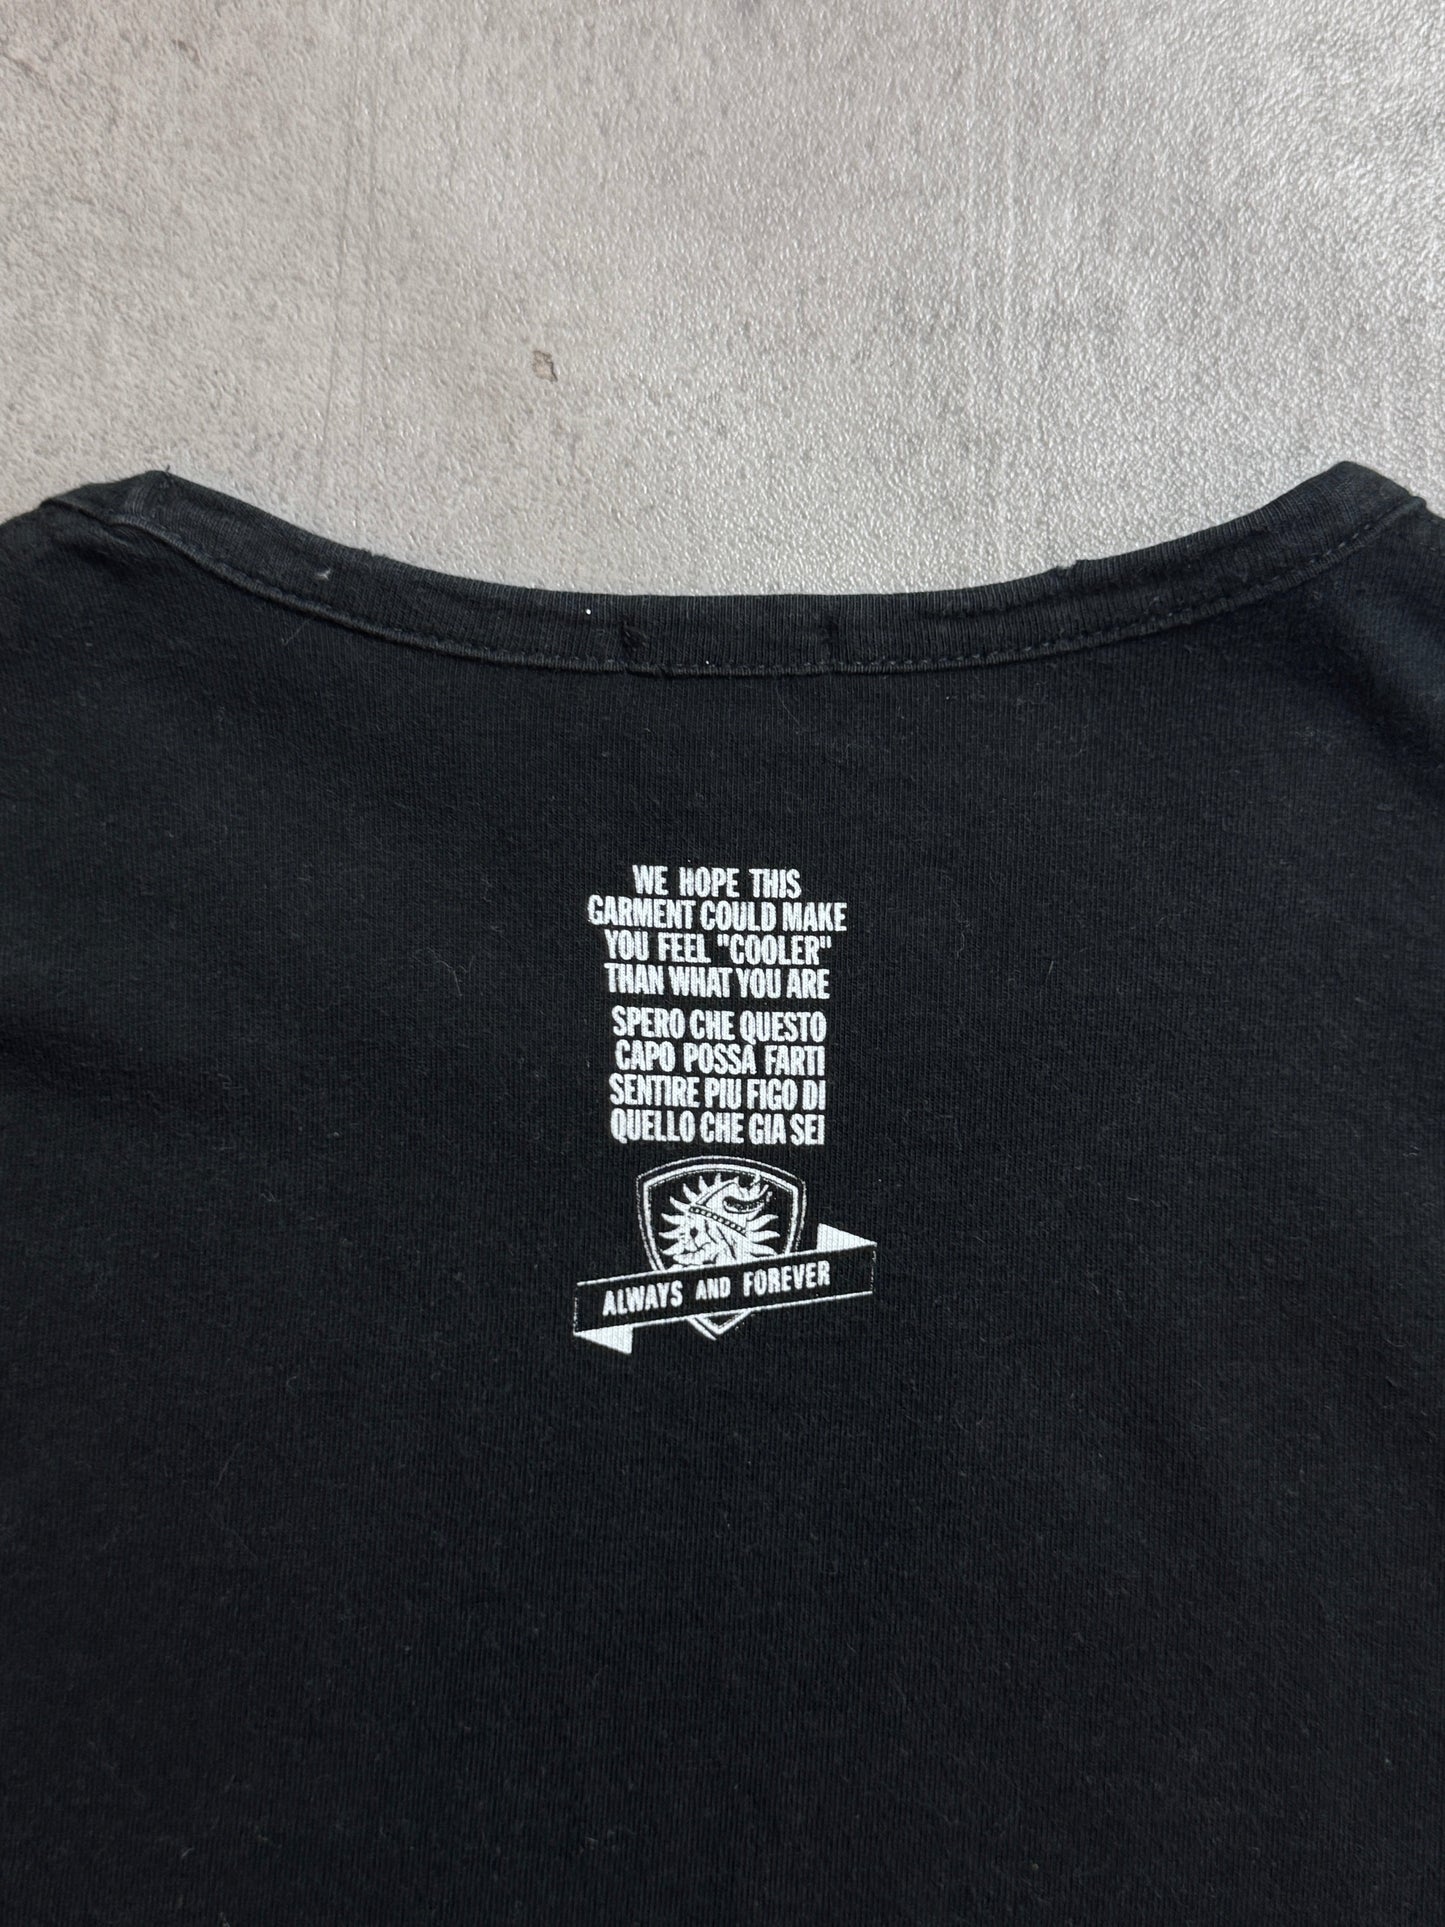 WE HOPE THIS
GARMENT COULD MAKE
YOU FEEL "COOLER"
THAN WHAT YOU ARE
SPERO CHE QUESTO
CAPO POSSA FARTI
SENTIRE PIU FIGO DI
QUELLO CHE GIA SEI
ALWAYS AND FOREVER